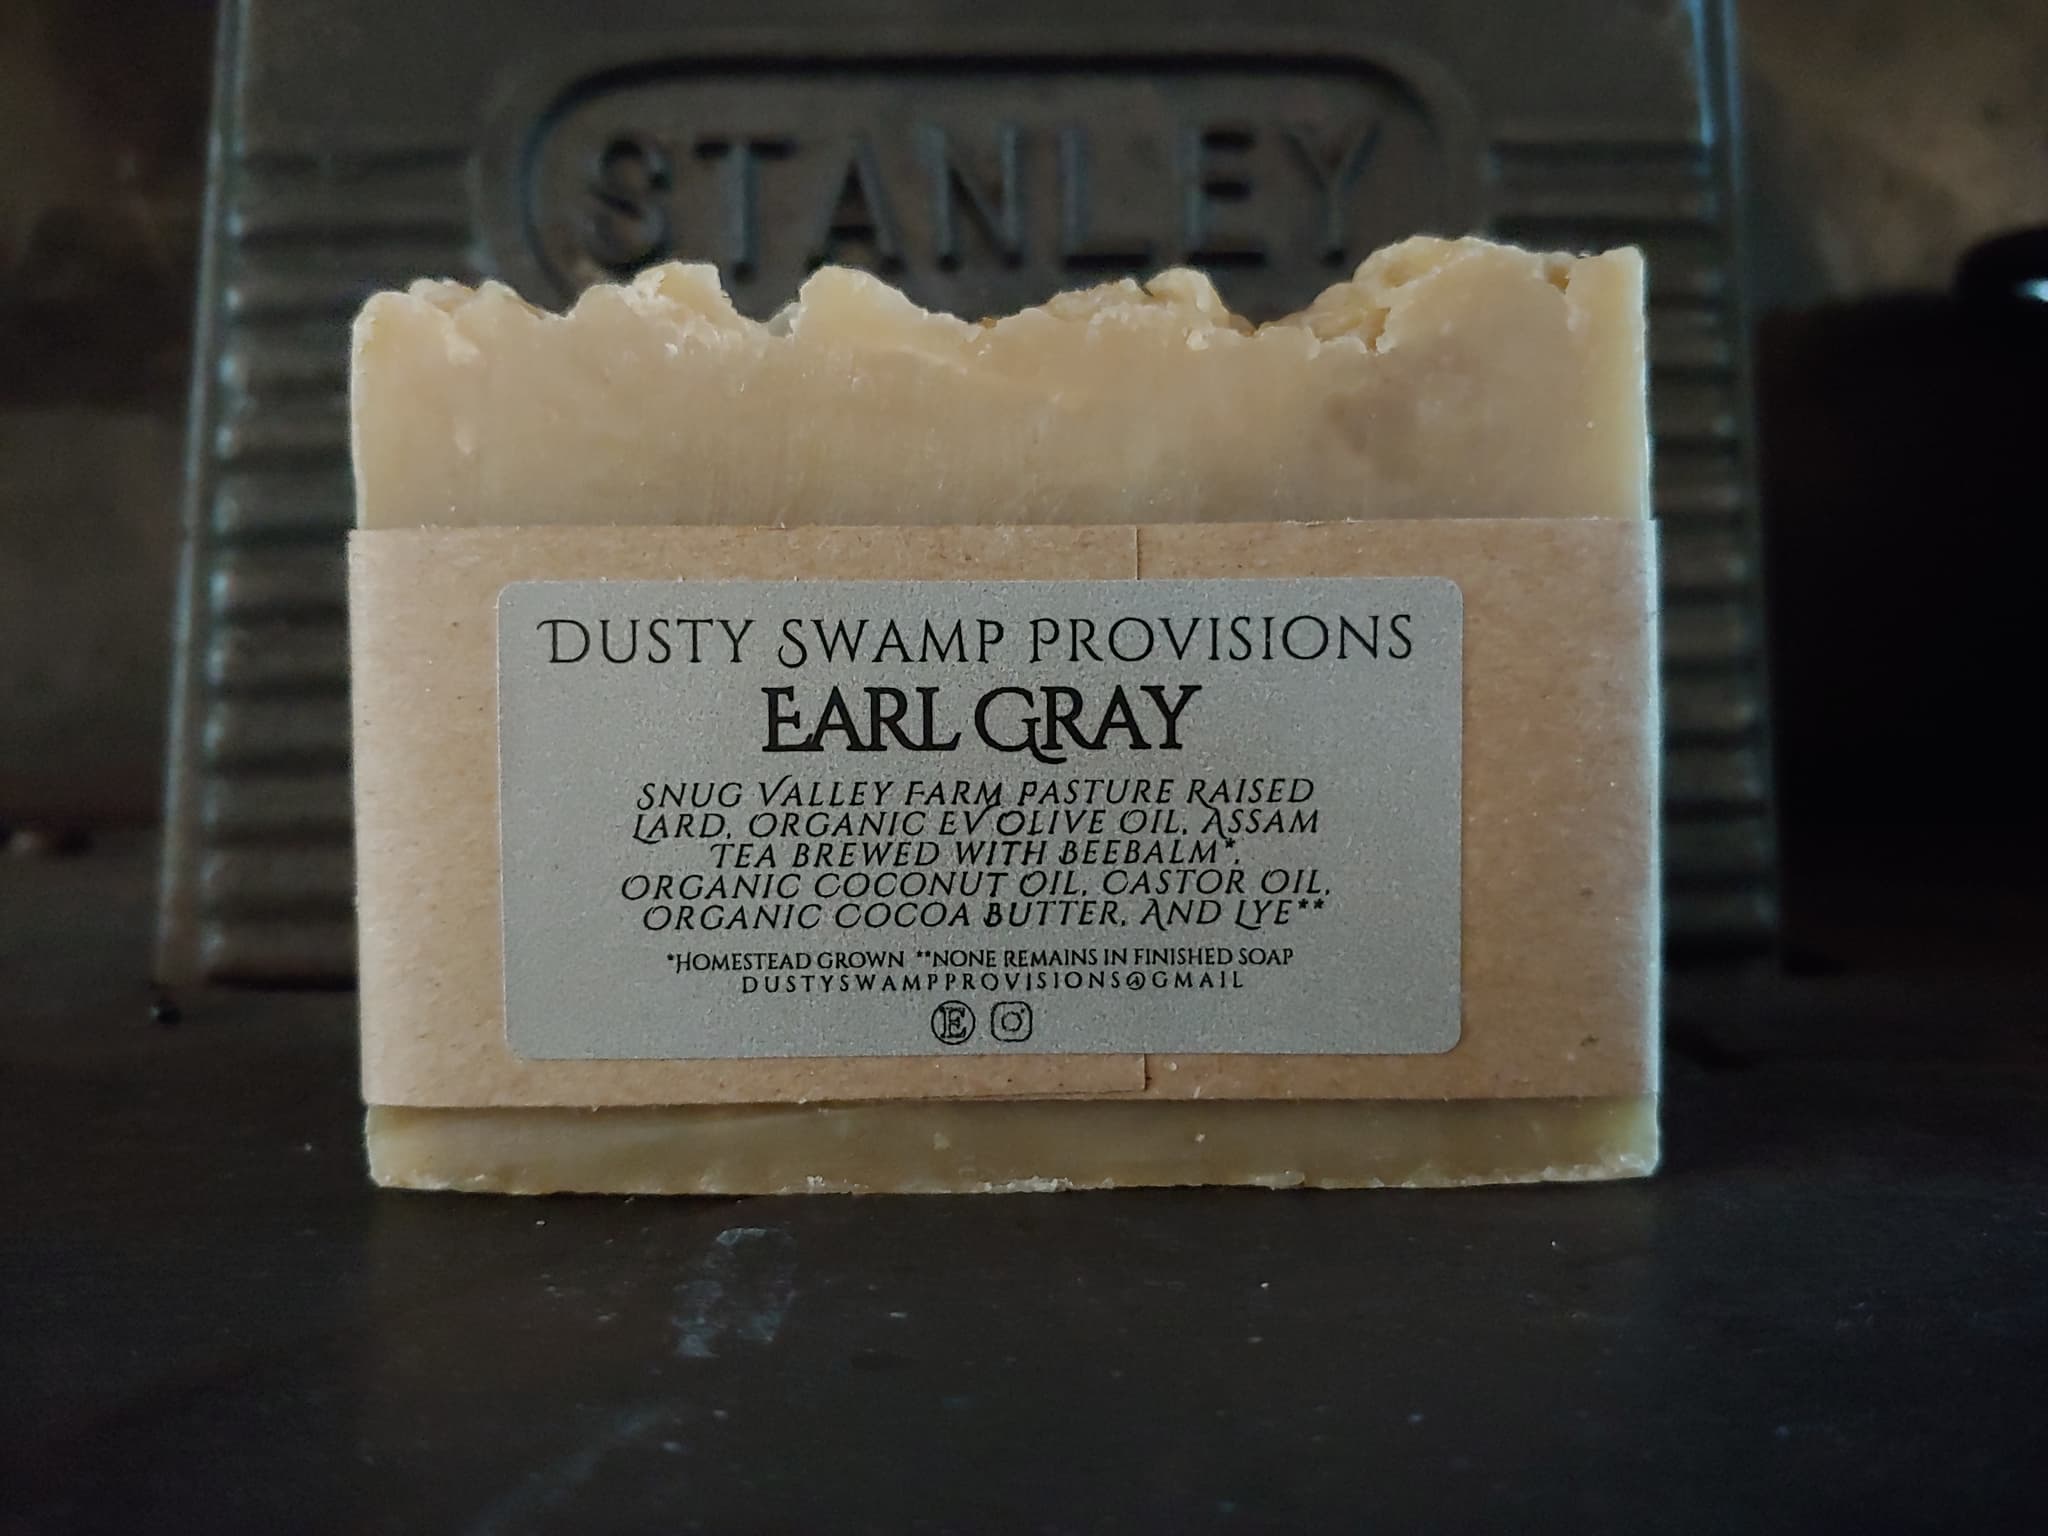 STANLEY
DUSTY SWAMP PROVISIONS
EARL GRAY
SNUG VALLEY FARM PASTURE RAISED
LARD, ORGANIC EV OLIVE OIL, ASSAM
TEA BREWED WITH BEEBALM*,
ORGANIC COCONUT OIL, CASTOR OIL,
ORGANIC COCOA BUTTER, AND LYE**
*HOMESTEAD GROWN **NONE REMAINS IN FINISHED SOAP
DUSTYSWAMPPROVISIONS@GMAIL
E